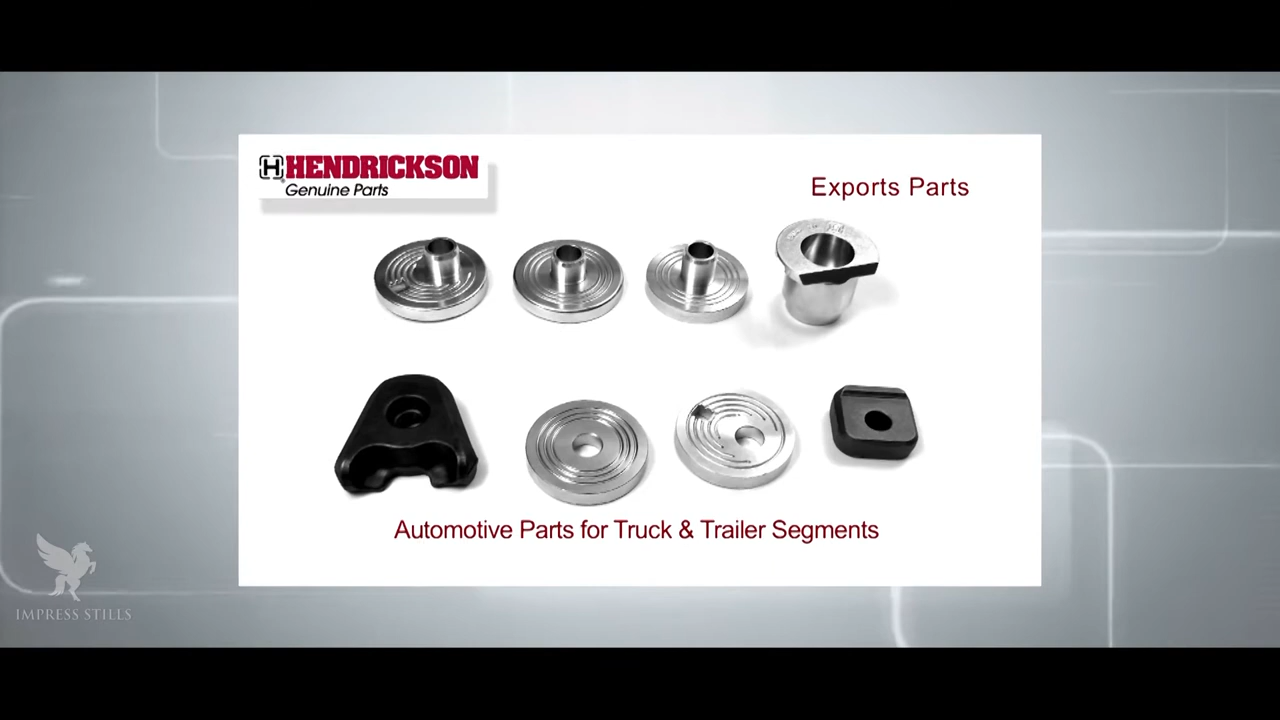 HENDRICKSON
Genuine Parts
Exports Parts
Automotive Parts for Truck & Trailer Segments
IMPRESS STILLS